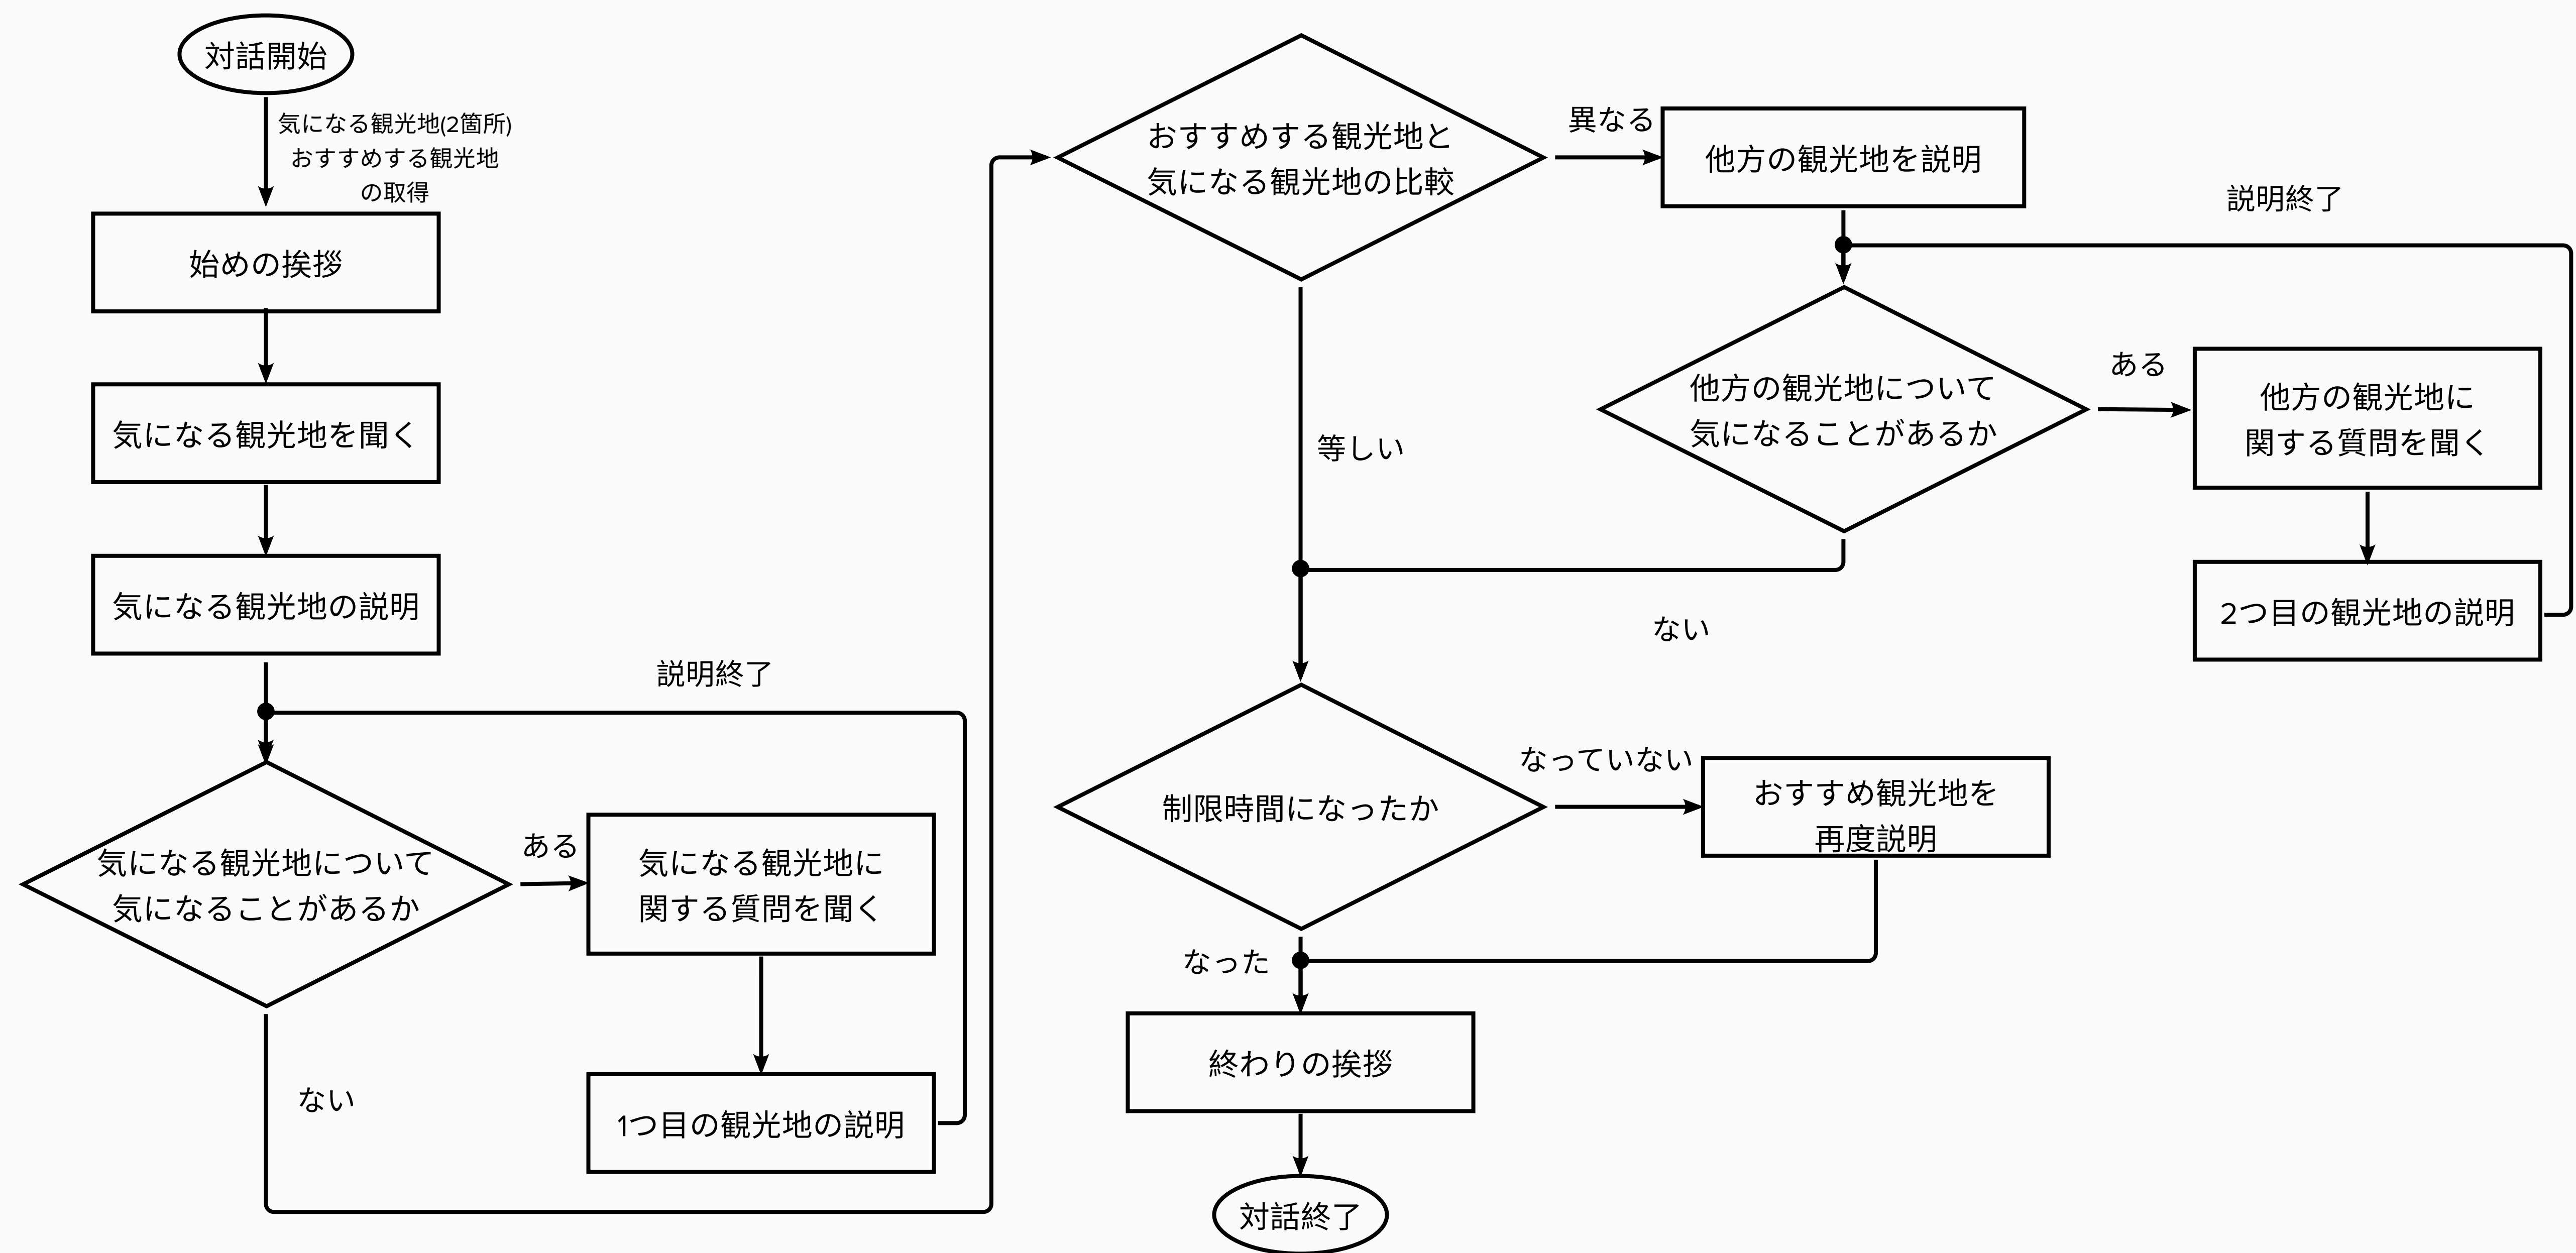 対話開始
気になる観光地(2箇所)
おすすめする観光地
の取得
始めの挨拶
気になる観光地を聞く
気になる観光地の説明
説明終了
気になる観光地について
気になることがあるか
ある
気になる観光地に
関する質問を聞く
1つ目の観光地の説明
ない
おすすめする観光地と
気になる観光地の比較
異なる
他方の観光地を説明
説明終了
他方の観光地について
気になることがあるか
ある
他方の観光地に
関する質問を聞く
2つ目の観光地の説明
等しい
ない
制限時間になったか
なっていない
おすすめ観光地を
再度説明
なった
終わりの挨拶
対話終了